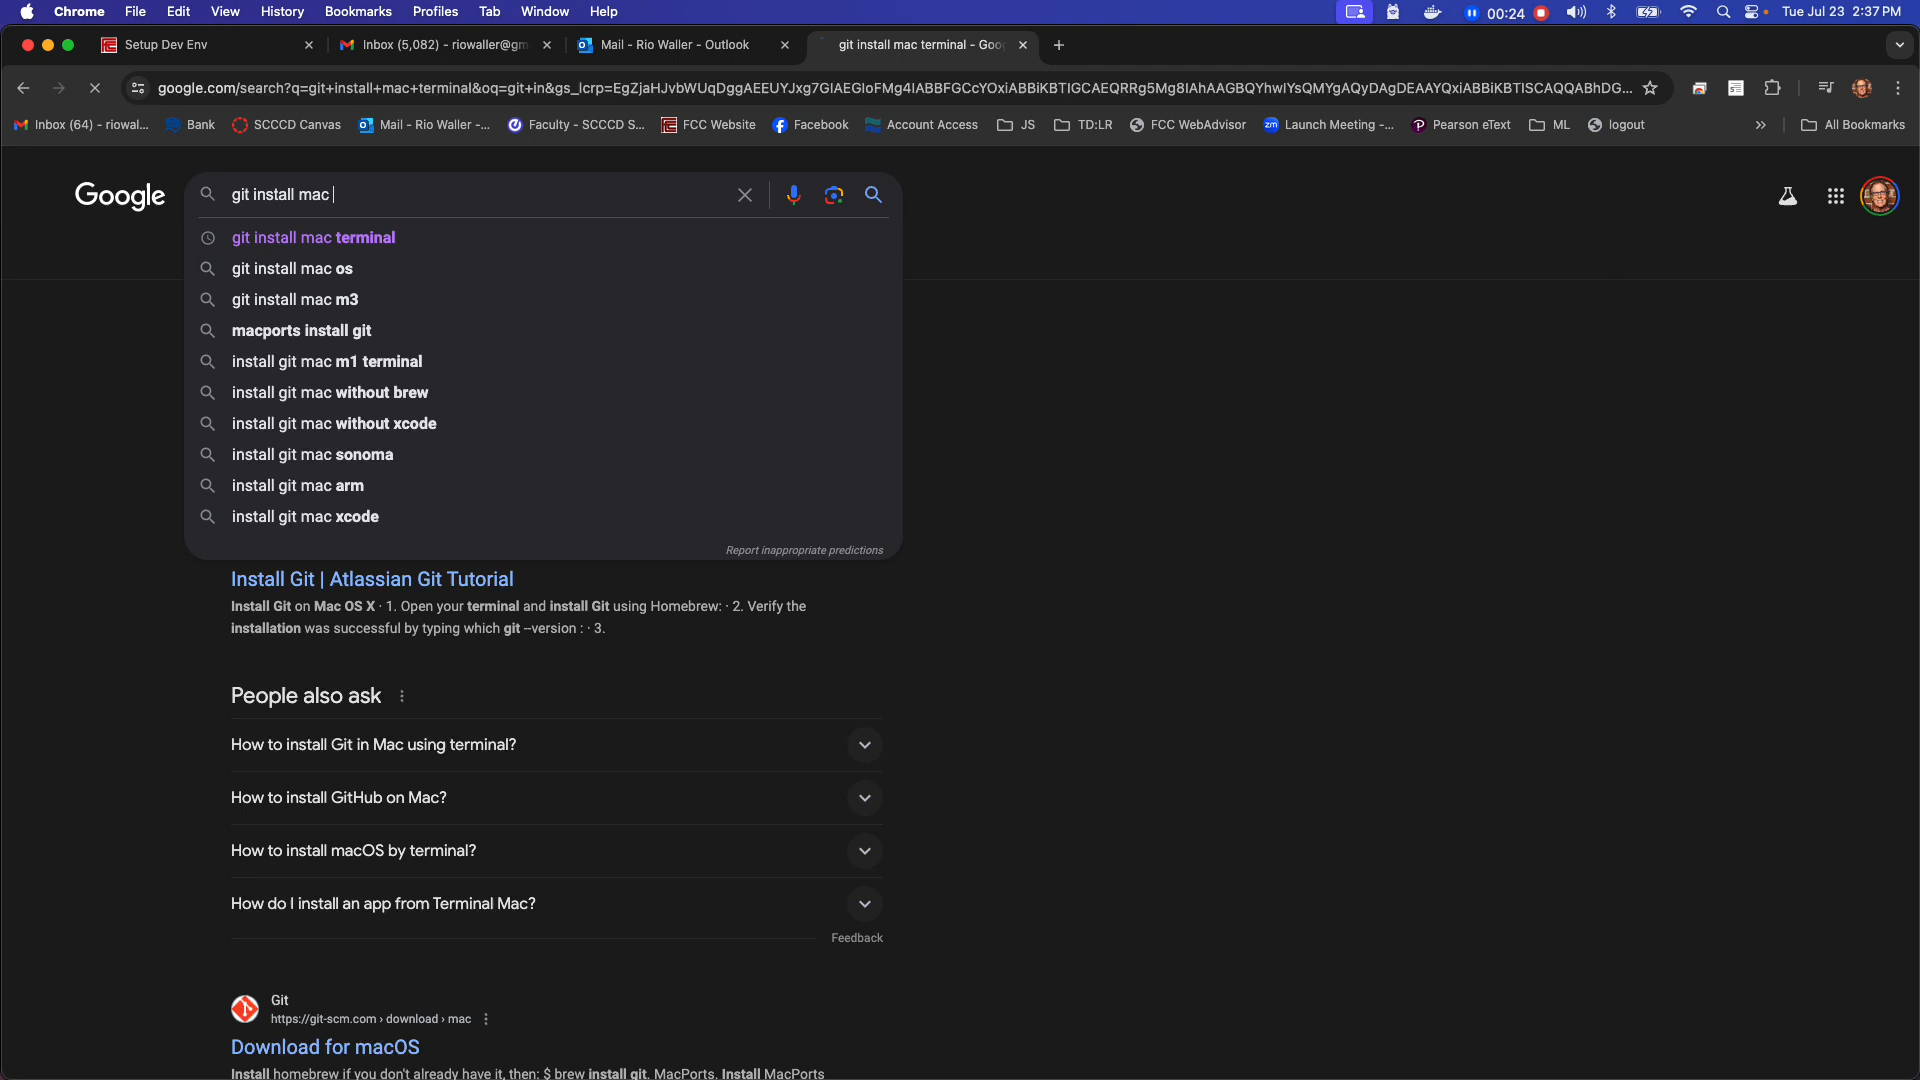 Chrome File Edit View History Bookmarks Profiles Tab Window Help 00:24 Tue Jul 23 2:37 PM
Setup Dev Env Inbox (5,082) - riowaller@gm Mail - Rio Waller - Outlook git install mac terminal - Goo
google.com/search?q=git+install+mac+terminal&oq=git+in&gs_lcrp=EgZjaHJvbWUqDggAEEUYJxg7GIAEGIoFMg4IABBFGCcYOxiABBiKBTIGCAEQRRg5Mg8IAhAAGBQYhwIYsQMYgAQyDAgDEAAYQxiABBiKBTISCAQQABhDG...
Inbox (64) - riowal... Bank SCCCD Canvas Mail - Rio Waller -... Faculty - SCCCD S... FCC Website Facebook Account Access JS TD:LR FCC WebAdvisor Launch Meeting -... Pearson eText ML logout All Bookmarks
Google
git install mac
git install mac terminal
git install mac os
git install mac m3
macports install git
install git mac m1 terminal
install git mac without brew
install git mac without xcode
install git mac sonoma
install git mac arm
install git mac xcode
Report inappropriate predictions
Install Git | Atlassian Git Tutorial
Install Git on Mac OS X · 1. Open your terminal and install Git using Homebrew: · 2. Verify the
installation was successful by typing which git --version : · 3.
People also ask
How to install Git in Mac using terminal?
How to install GitHub on Mac?
How to install macOS by terminal?
How do I install an app from Terminal Mac?
Feedback
Git
https://git-scm.com › download › mac
Download for macOS
Install homebrew if you don't already have it, then: $ brew install git. MacPorts. Install MacPorts